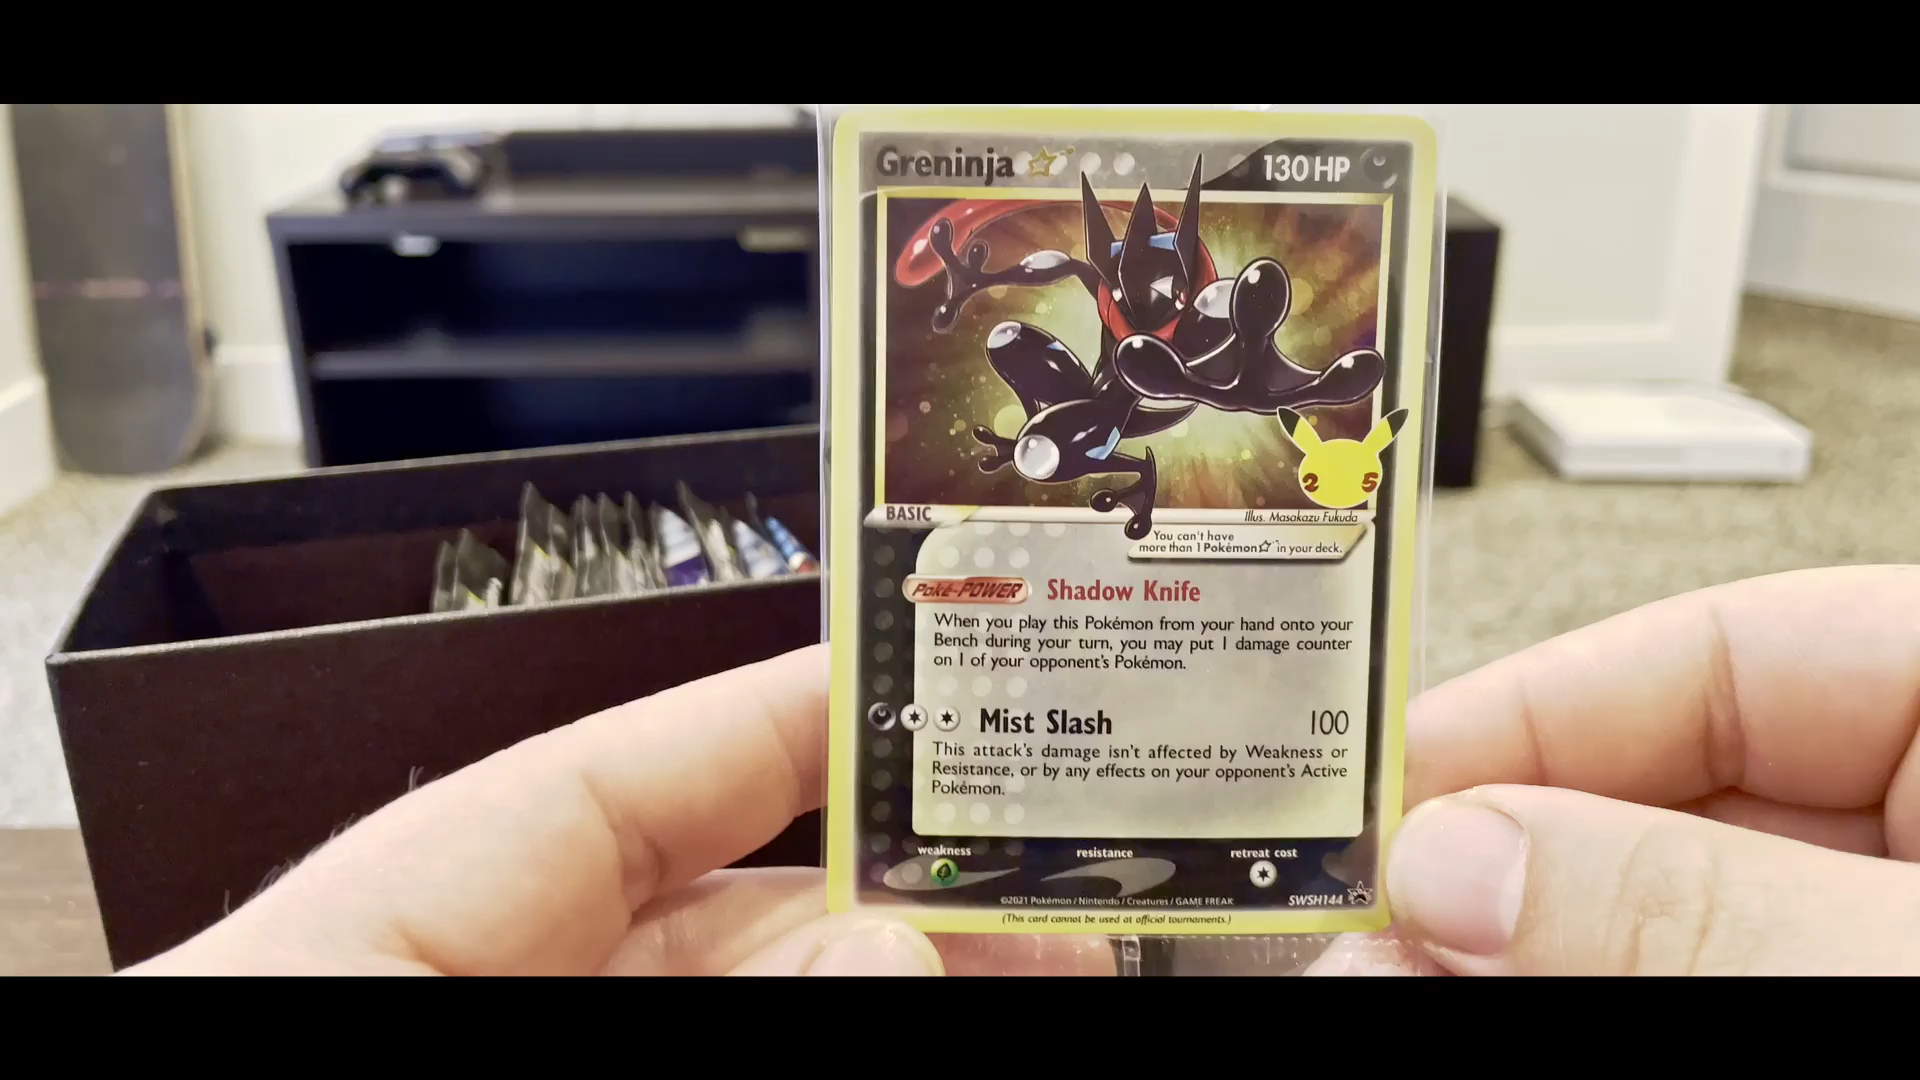 Greninja
130 HP
2 5
BASIC
Illus. Masakazu Fukuda
You can't have
more than 1 Pokémon☆ in your deck.
Poké-POWER Shadow Knife
When you play this Pokémon from your hand onto your
Bench during your turn, you may put 1 damage counter
on 1 of your opponent's Pokémon.
Mist Slash 100
This attack's damage isn't affected by Weakness or
Resistance, or by any effects on your opponent's Active
Pokémon.
weakness resistance retreat cost
©2021 Pokémon / Nintendo / Creatures / GAME FREAK SWSH144
(This card cannot be used at official tournaments.)